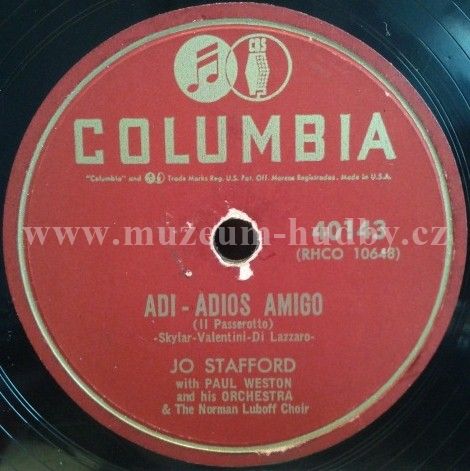 CBS
COLUMBIA
"Columbia" and Trade Marks Reg. U.S. Pat. Off. Marcas Registradas. Made in U.S.A.
www.muzeum-hudby.cz
40143
(RHCO 10648)
ADI - ADIOS AMIGO
(Il Passerotto)
-Skylar-Valentini-Di Lazzaro-
JO STAFFORD
with PAUL WESTON
and his ORCHESTRA
& The Norman Luboff Choir